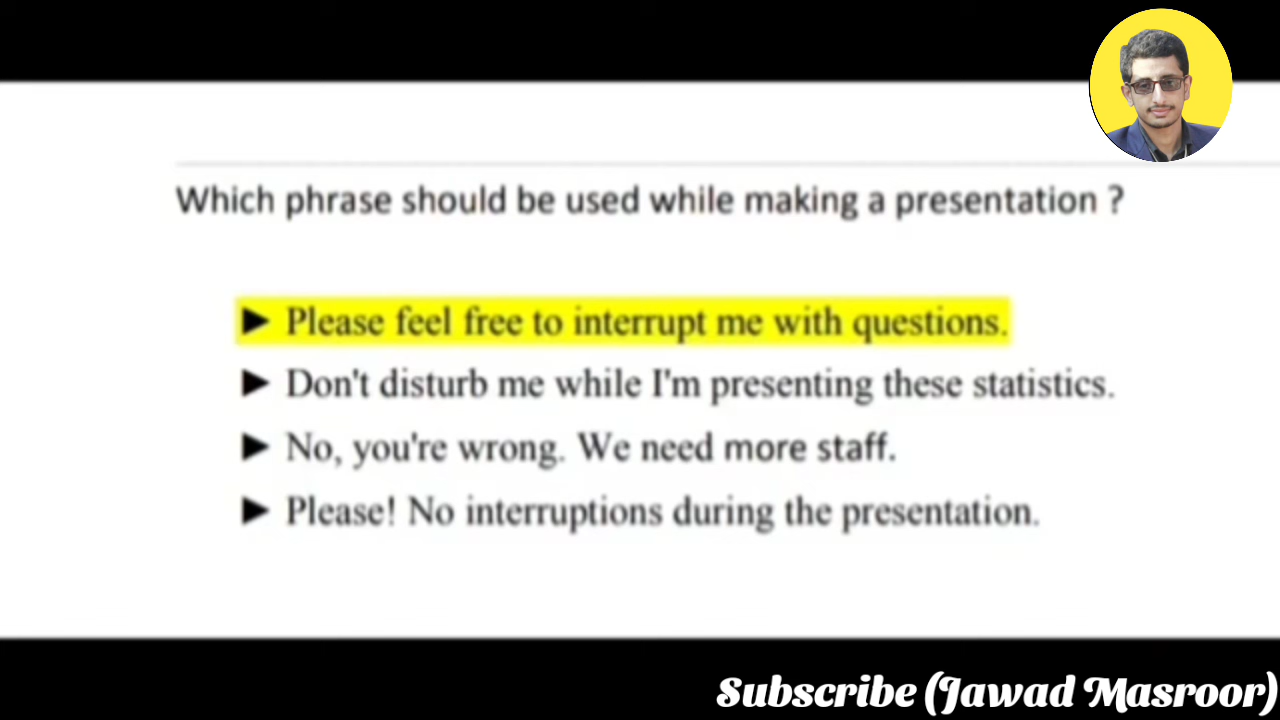 Which phrase should be used while making a presentation ?
► Please feel free to interrupt me with questions.
► Don't disturb me while I'm presenting these statistics.
► No, you're wrong. We need more staff.
► Please! No interruptions during the presentation.
Subscribe (Jawad Masroor)